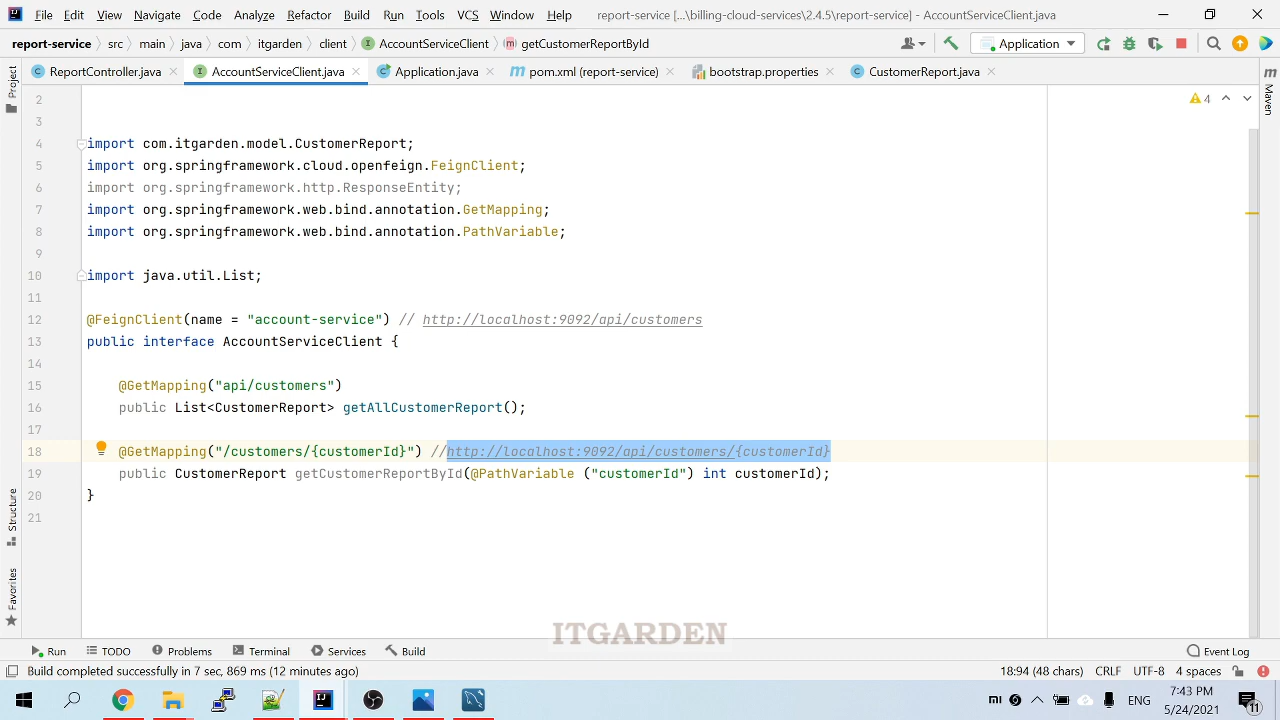 File Edit View Navigate Code Analyze Refactor Build Run Tools VCS Window Help report-service [...\billing-cloud-services\2.4.5\report-service] - AccountServiceClient.java
report-service src main java com itgarden client AccountServiceClient getCustomerReportById Application
ReportController.java AccountServiceClient.java Application.java pom.xml (report-service) bootstrap.properties CustomerReport.java
Project
Maven
4
2
3
4 import com.itgarden.model.CustomerReport;
5 import org.springframework.cloud.openfeign.FeignClient;
6 import org.springframework.http.ResponseEntity;
7 import org.springframework.web.bind.annotation.GetMapping;
8 import org.springframework.web.bind.annotation.PathVariable;
9
10 import java.util.List;
11
12 @FeignClient(name = "account-service") // http://localhost:9092/api/customers
13 public interface AccountServiceClient {
14
15 @GetMapping("api/customers")
16 public List<CustomerReport> getAllCustomerReport();
17
18 @GetMapping("/customers/{customerId}") //http://localhost:9092/api/customers/{customerId}
19 public CustomerReport getCustomerReportById(@PathVariable ("customerId") int customerId);
20 }
21
Structure
Favorites
ITGARDEN
Run TODO Problems Terminal Services Build Event Log
Build completed successfully in 7 sec, 869 ms (12 minutes ago) 18:94 (48 chars) CRLF UTF-8 4 spaces
ENG 7:43 PM
5/24/2021 11